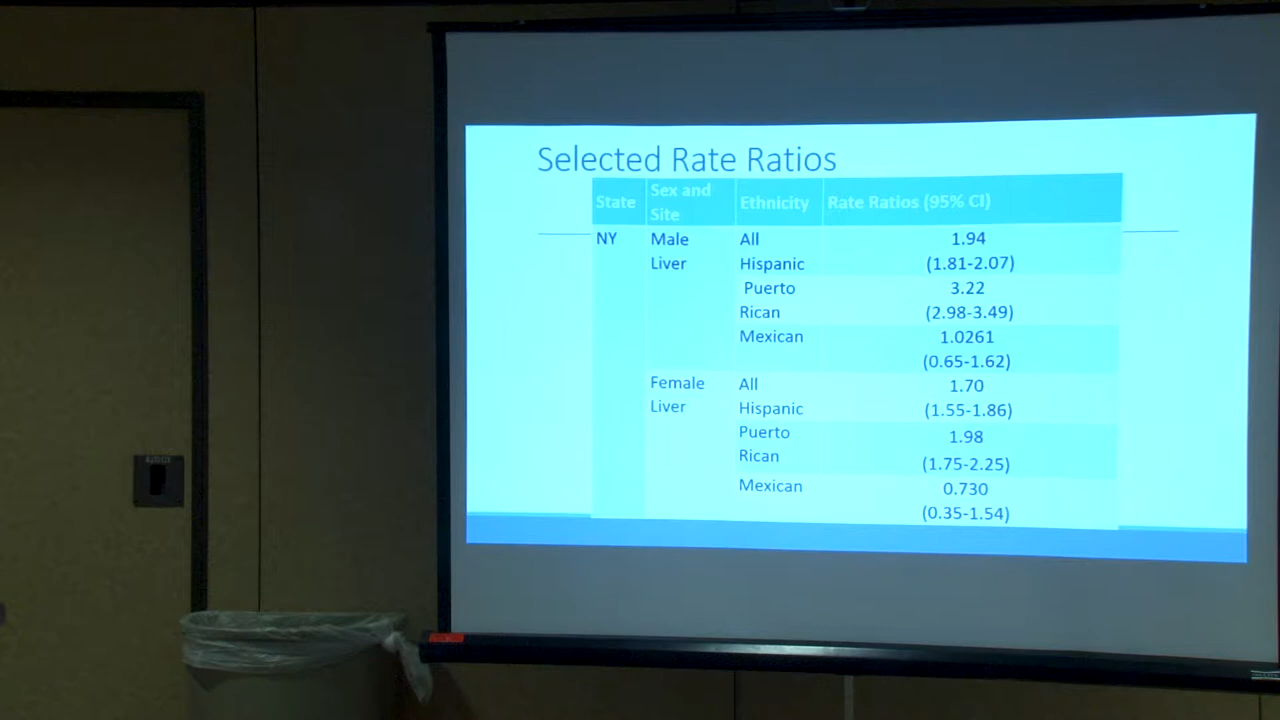 Selected Rate Ratios
State Sex and Site Ethnicity Rate Ratios (95% CI)
NY Male All 1.94
Liver Hispanic (1.81-2.07)
Puerto 3.22
Rican (2.98-3.49)
Mexican 1.0261
(0.65-1.62)
Female All 1.70
Liver Hispanic (1.55-1.86)
Puerto 1.98
Rican (1.75-2.25)
Mexican 0.730
(0.35-1.54)